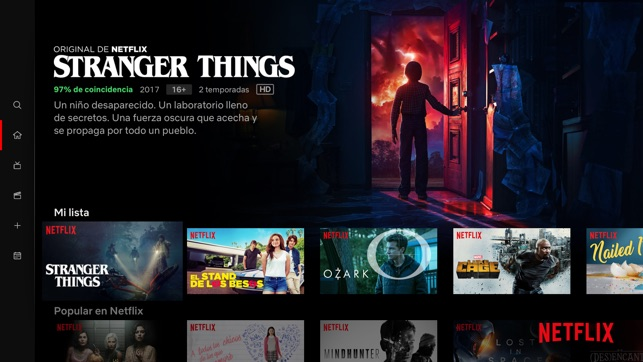 ORIGINAL DE NETFLIX
STRANGER THINGS
97% de coincidencia 2017 16+ 2 temporadas HD
Un niño desaparecido. Un laboratorio lleno
de secretos. Una fuerza oscura que acecha y
se propaga por todo un pueblo.
Mi lista
NETFLIX
STRANGER THINGS
NETFLIX
EL STAND DE LOS BESOS
NETFLIX
OZARK
NETFLIX
LUKE CAGE
Nailed
Popular en Netflix
NETFLIX
NETFLIX
NETFLIX
MINDHUNTER
LOST IN
NETFLIX